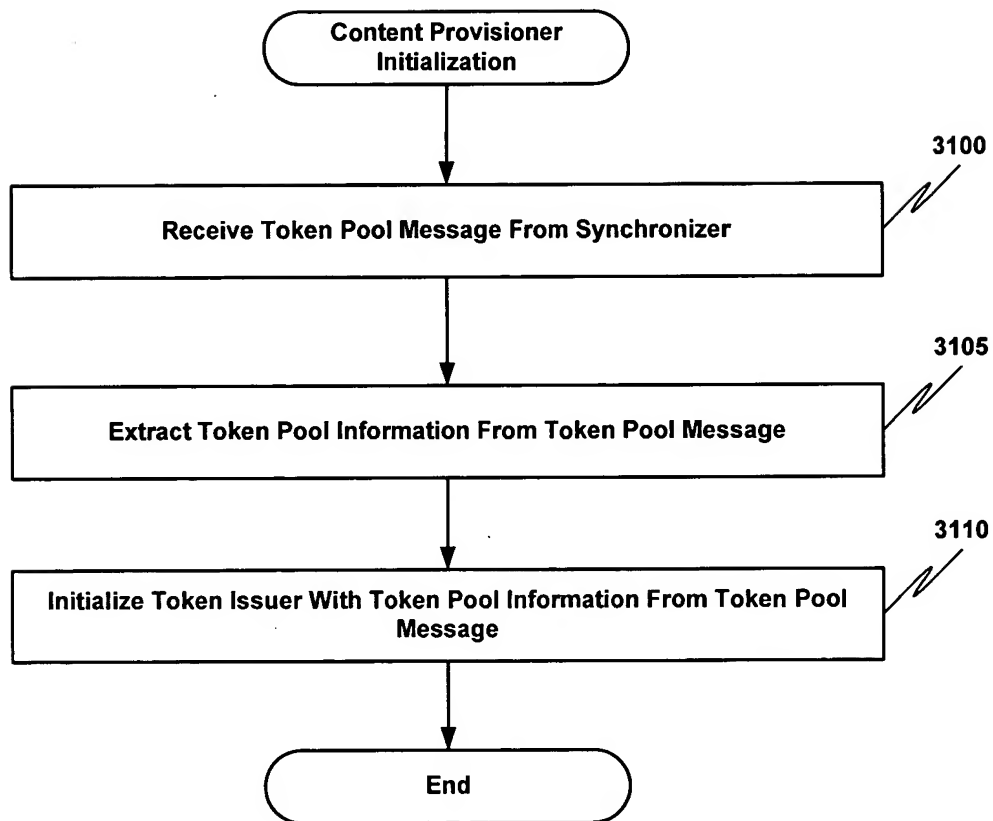 Content Provisioner
Initialization
3100
Receive Token Pool Message From Synchronizer
3105
Extract Token Pool Information From Token Pool Message
3110
Initialize Token Issuer With Token Pool Information From Token Pool
Message
End